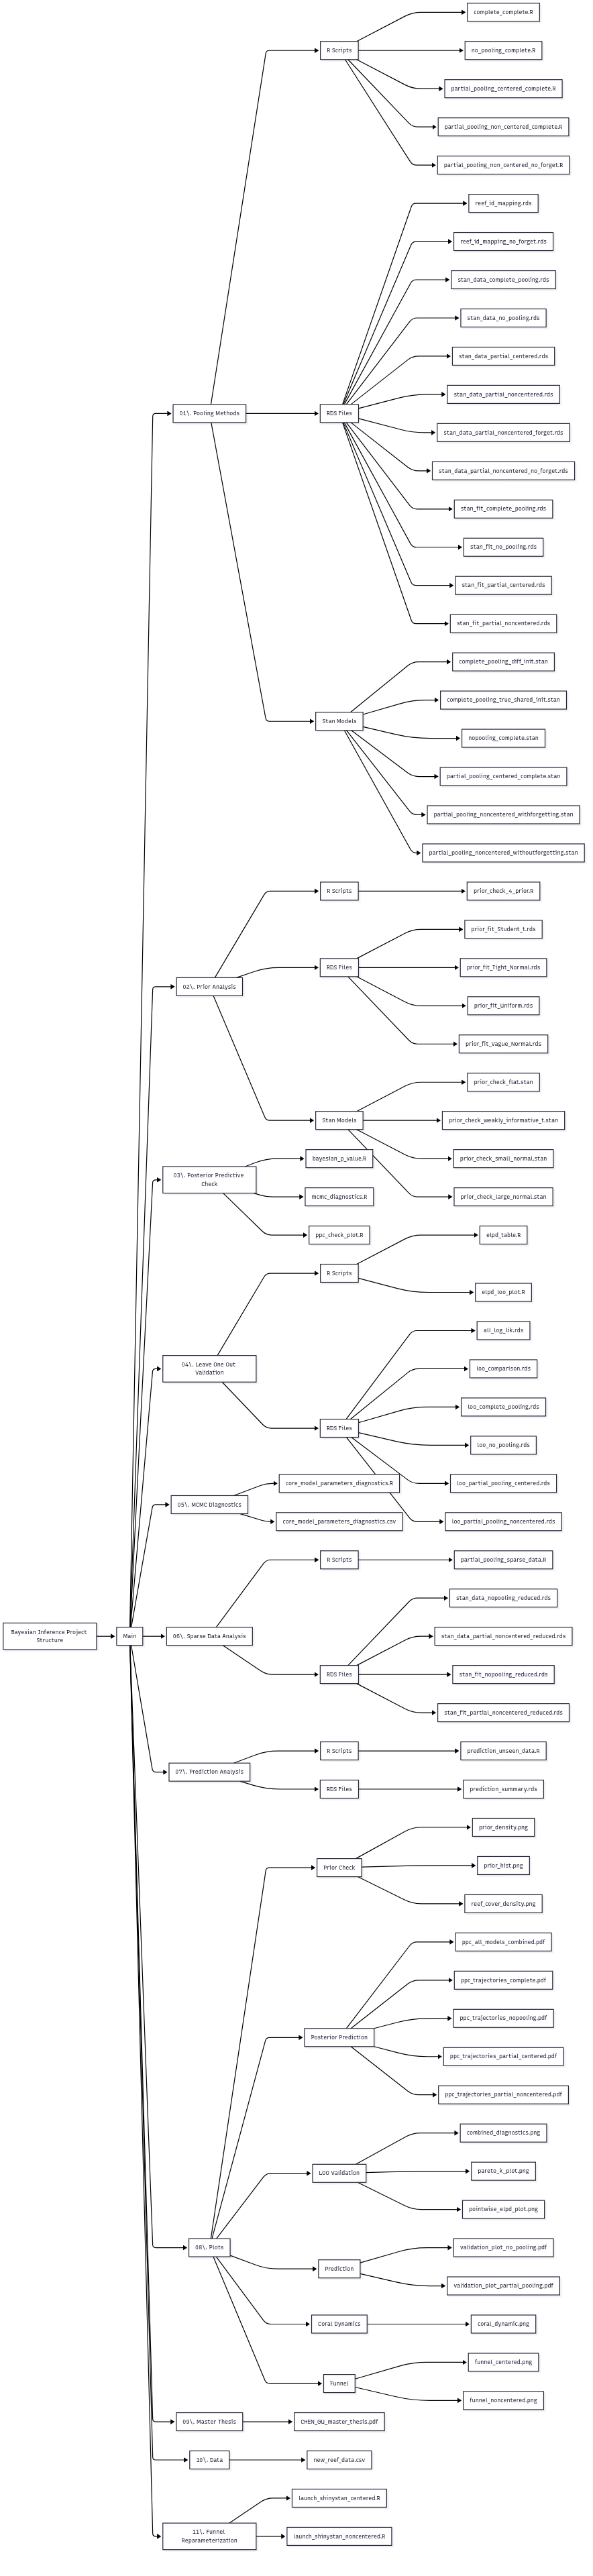 Bayesian Inference Project
Structure
Main
01\. Pooling Methods
R Scripts
complete_complete.R
no_pooling_complete.R
partial_pooling_centered_complete.R
partial_pooling_non_centered_complete.R
partial_pooling_non_centered_no_forget.R
RDS Files
reef_id_mapping.rds
reef_id_mapping_no_forget.rds
stan_data_complete_pooling.rds
stan_data_no_pooling.rds
stan_data_partial_centered.rds
stan_data_partial_noncentered.rds
stan_data_partial_noncentered_forget.rds
stan_data_partial_noncentered_no_forget.rds
stan_fit_complete_pooling.rds
stan_fit_no_pooling.rds
stan_fit_partial_centered.rds
stan_fit_partial_noncentered.rds
Stan Models
complete_pooling_diff_init.stan
complete_pooling_true_shared_init.stan
nopooling_complete.stan
partial_pooling_centered_complete.stan
partial_pooling_noncentered_withforgetting.stan
partial_pooling_noncentered_withoutforgetting.stan
02\. Prior Analysis
R Scripts
prior_check_4_prior.R
RDS Files
prior_fit_Student_t.rds
prior_fit_Tight_Normal.rds
prior_fit_Uniform.rds
prior_fit_Vague_Normal.rds
Stan Models
prior_check_flat.stan
prior_check_weakly_informative_t.stan
prior_check_small_normal.stan
prior_check_large_normal.stan
03\. Posterior Predictive
Check
bayesian_p_value.R
mcmc_diagnostics.R
ppc_check_plot.R
04\. Leave One Out
Validation
R Scripts
elpd_table.R
elpd_loo_plot.R
RDS Files
all_log_lik.rds
loo_comparison.rds
loo_complete_pooling.rds
loo_no_pooling.rds
loo_partial_pooling_centered.rds
loo_partial_pooling_noncentered.rds
05\. MCMC Diagnostics
core_model_parameters_diagnostics.R
core_model_parameters_diagnostics.csv
06\. Sparse Data Analysis
R Scripts
partial_pooling_sparse_data.R
RDS Files
stan_data_nopooling_reduced.rds
stan_data_partial_noncentered_reduced.rds
stan_fit_nopooling_reduced.rds
stan_fit_partial_noncentered_reduced.rds
07\. Prediction Analysis
R Scripts
prediction_unseen_data.R
RDS Files
prediction_summary.rds
08\. Plots
Prior Check
prior_density.png
prior_hist.png
reef_cover_density.png
Posterior Prediction
ppc_all_models_combined.pdf
ppc_trajectories_complete.pdf
ppc_trajectories_nopooling.pdf
ppc_trajectories_partial_centered.pdf
ppc_trajectories_partial_noncentered.pdf
LOO Validation
combined_diagnostics.png
pareto_k_plot.png
pointwise_elpd_plot.png
Prediction
validation_plot_no_pooling.pdf
validation_plot_partial_pooling.pdf
Coral Dynamics
coral_dynamic.png
Funnel
funnel_centered.png
funnel_noncentered.png
09\. Master Thesis
CHEN_OU_master_thesis.pdf
10\. Data
new_reef_data.csv
11\. Funnel
Reparameterization
launch_shinystan_centered.R
launch_shinystan_noncentered.R